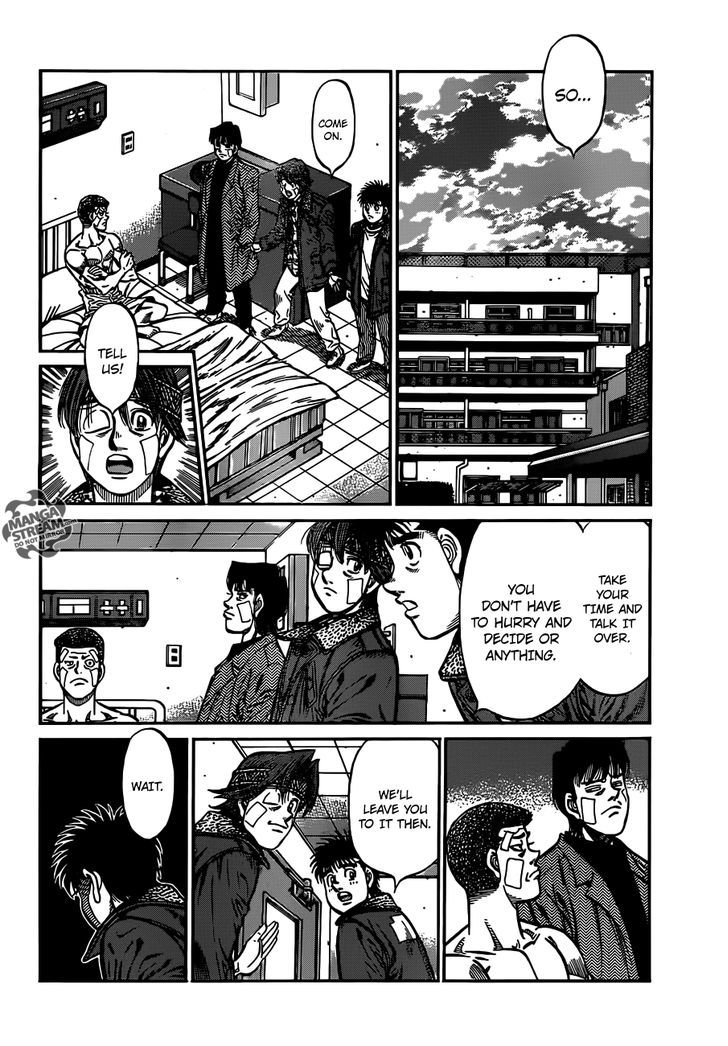 SO...
COME
ON.
TELL
US!
MANGA
STREAM.com
DO NOT MIRROR!
TAKE
YOUR
TIME AND
TALK IT
OVER.
YOU
DON'T HAVE
TO HURRY AND
DECIDE OR
ANYTHING.
WE'LL
LEAVE YOU
TO IT THEN.
WAIT.